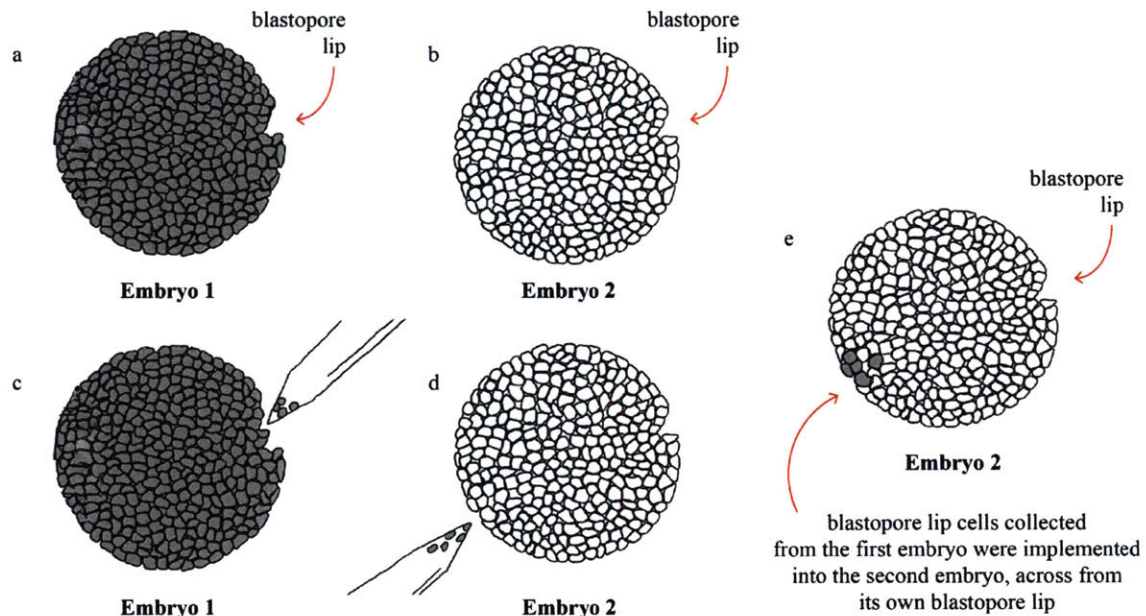 a
blastopore
lip
Embryo 1
b
blastopore
lip
Embryo 2
c
Embryo 1
d
Embryo 2
e
blastopore
lip
Embryo 2
blastopore lip cells collected
from the first embryo were implemented
into the second embryo, across from
its own blastopore lip